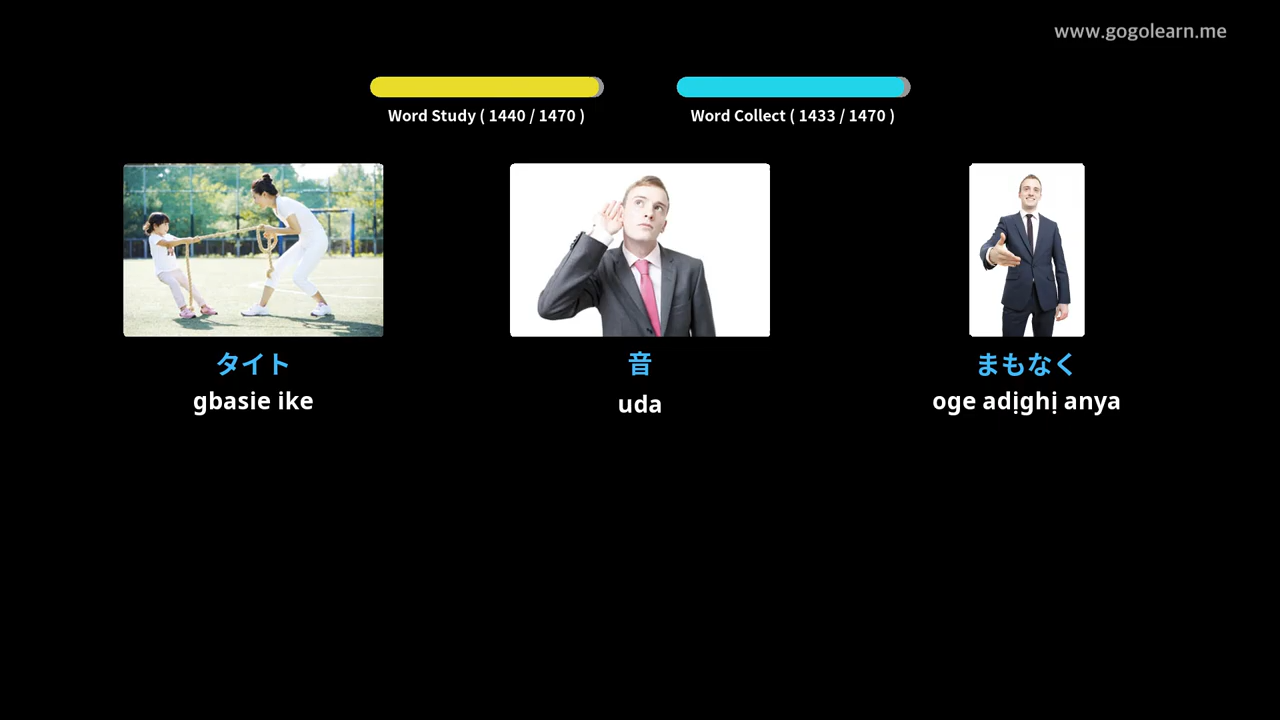 www.gogolearn.me
Word Study ( 1440 / 1470 )
Word Collect ( 1433 / 1470 )
タイト
音
まもなく
gbasie ike
uda
oge adịghị anya